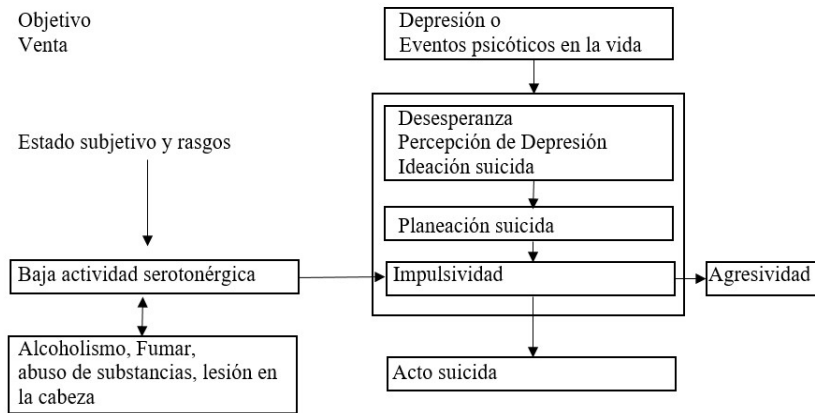 Objetivo
Venta
Depresión o
Eventos psicóticos en la vida
Desesperanza
Percepción de Depresión
Ideación suicida
Estado subjetivo y rasgos
Planeación suicida
Baja actividad serotonérgica
Impulsividad
Agresividad
Alcoholismo, Fumar,
abuso de substancias, lesión en
la cabeza
Acto suicida